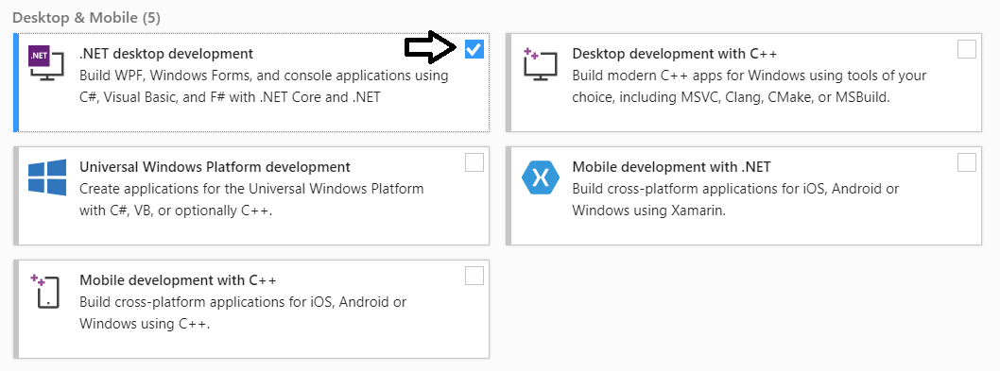 Desktop & Mobile (5)
.NET
.NET desktop development
Build WPF, Windows Forms, and console applications using
C#, Visual Basic, and F# with .NET Core and .NET
Desktop development with C++
Build modern C++ apps for Windows using tools of your
choice, including MSVC, Clang, CMake, or MSBuild.
Universal Windows Platform development
Create applications for the Universal Windows Platform
with C#, VB, or optionally C++.
Mobile development with .NET
Build cross-platform applications for iOS, Android or
Windows using Xamarin.
Mobile development with C++
Build cross-platform applications for iOS, Android or
Windows using C++.